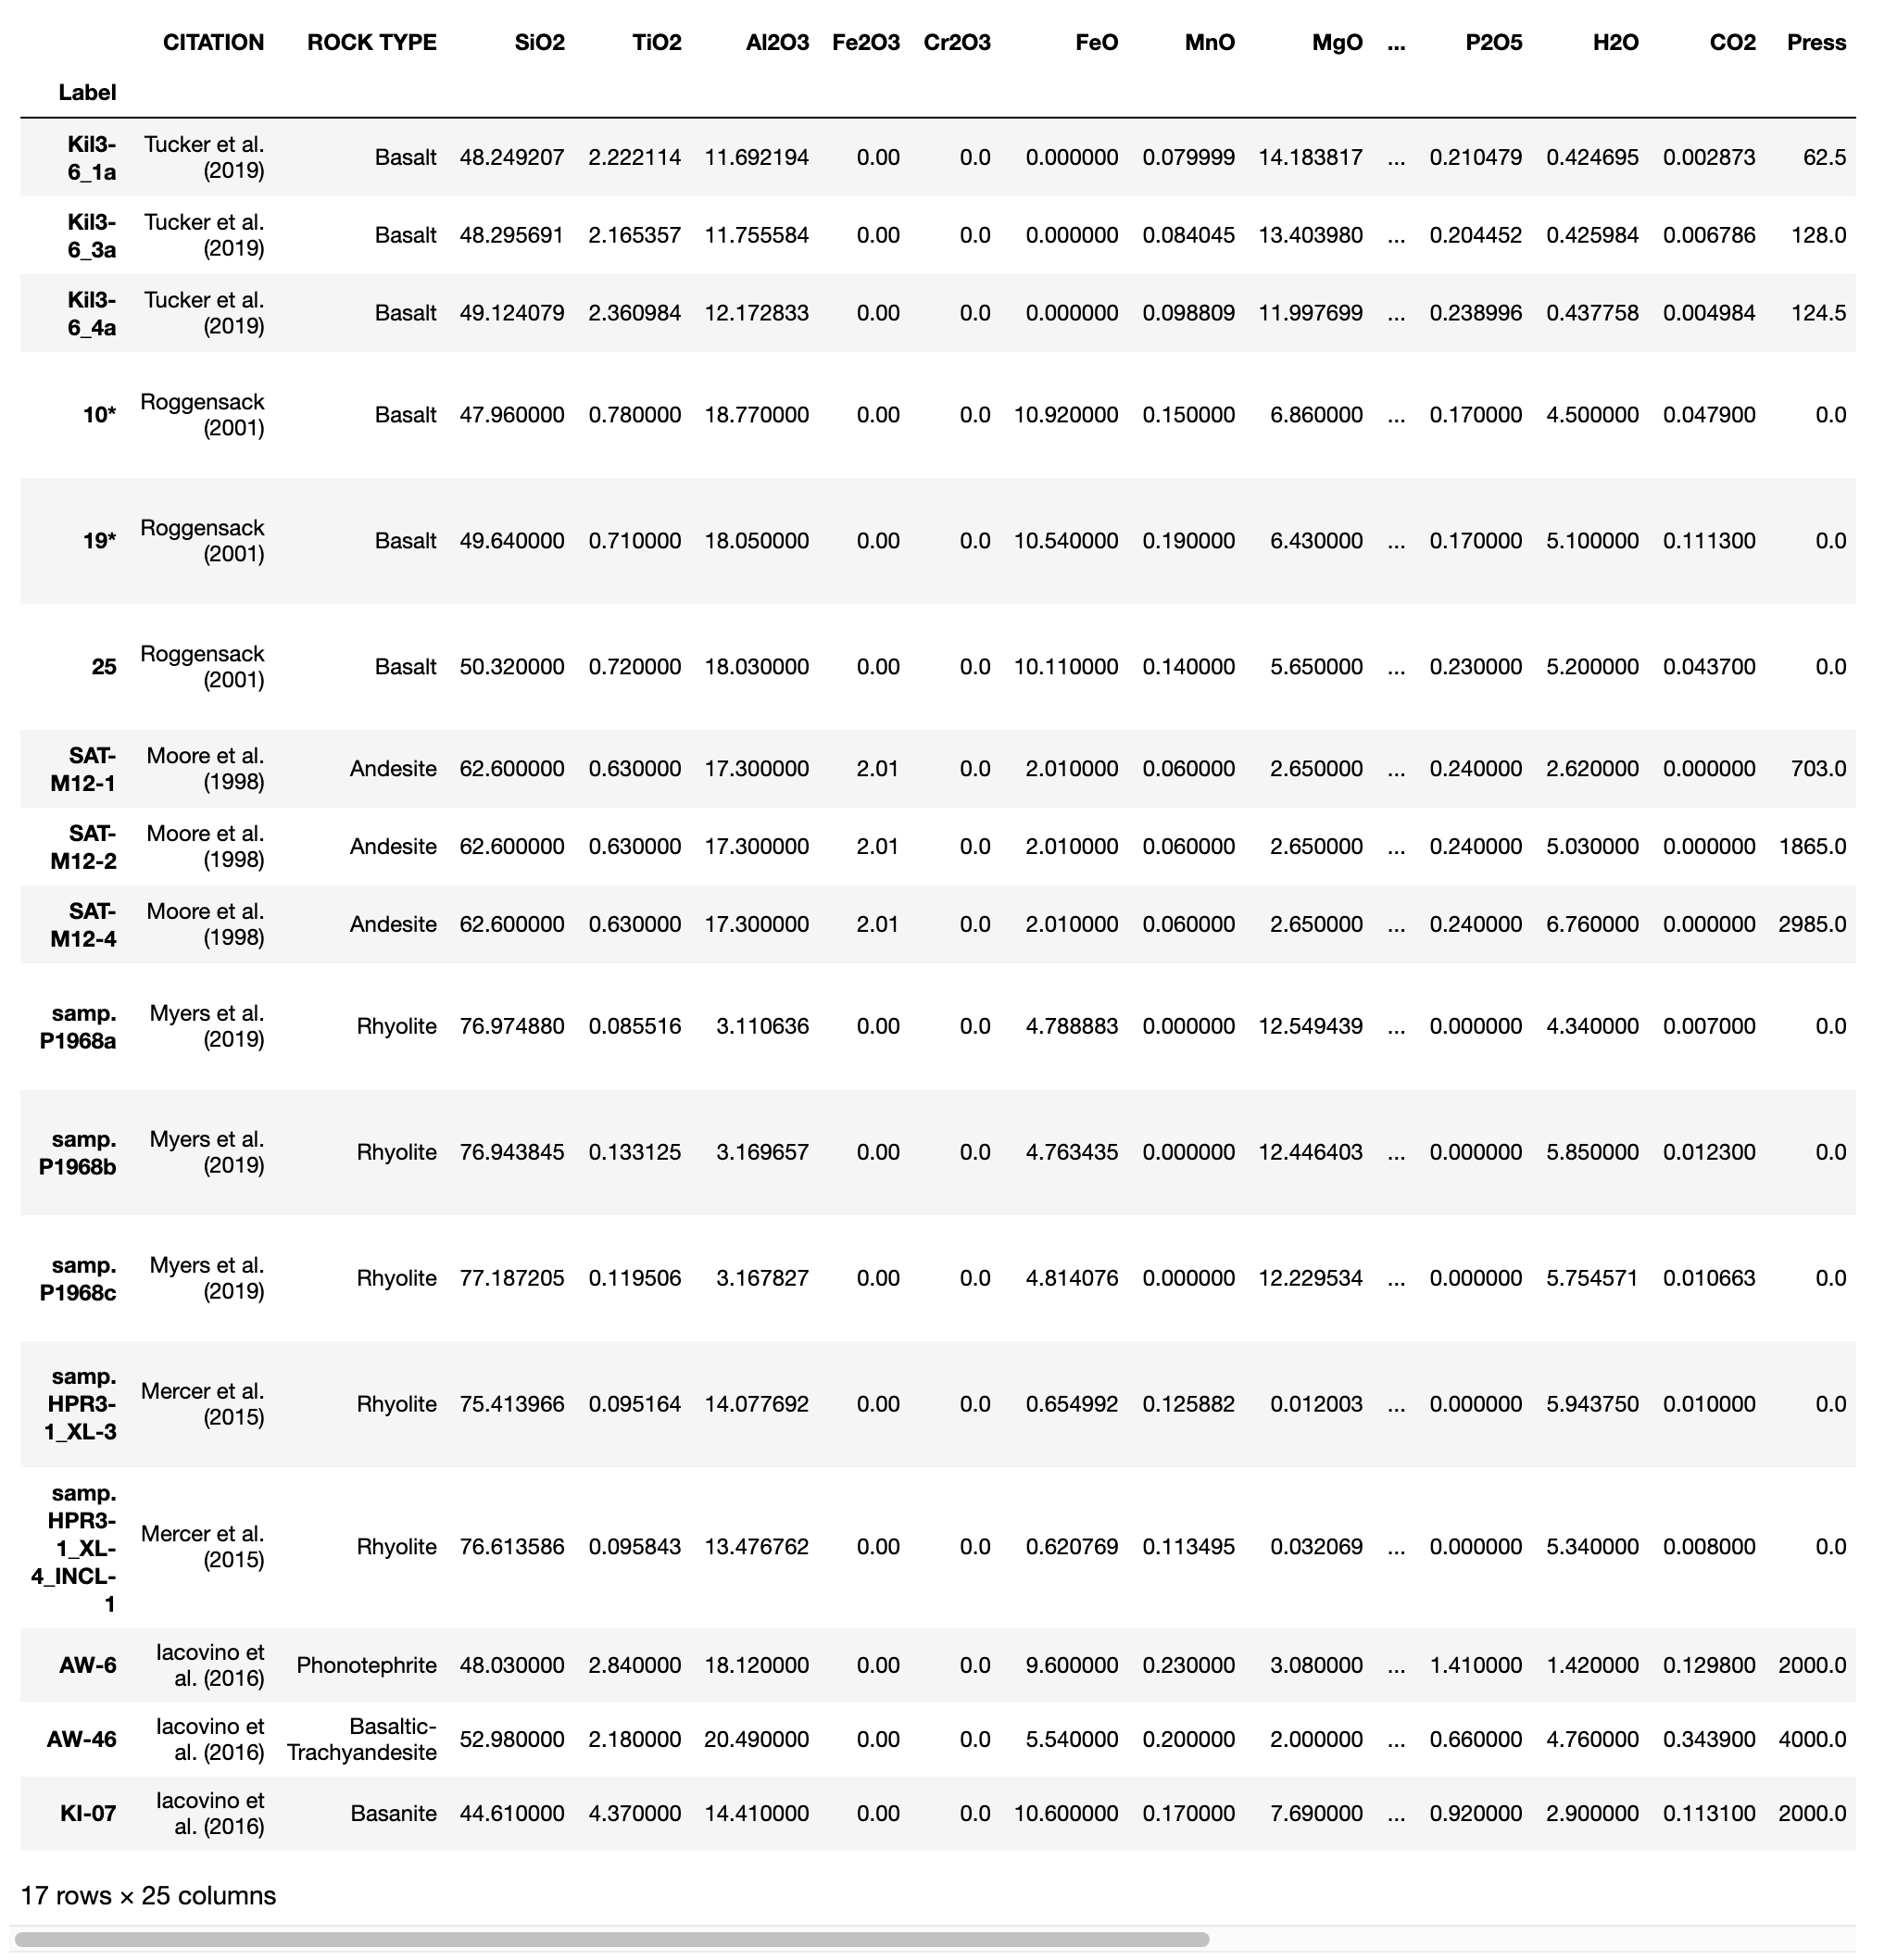 CITATION ROCK TYPE SiO2 TiO2 Al2O3 Fe2O3 Cr2O3 FeO MnO MgO ... P2O5 H2O CO2 Press
Label
Kil3-6_1a Tucker et al. (2019) Basalt 48.249207 2.222114 11.692194 0.00 0.0 0.000000 0.079999 14.183817 ... 0.210479 0.424695 0.002873 62.5
Kil3-6_3a Tucker et al. (2019) Basalt 48.295691 2.165357 11.755584 0.00 0.0 0.000000 0.084045 13.403980 ... 0.204452 0.425984 0.006786 128.0
Kil3-6_4a Tucker et al. (2019) Basalt 49.124079 2.360984 12.172833 0.00 0.0 0.000000 0.098809 11.997699 ... 0.238996 0.437758 0.004984 124.5
10* Roggensack (2001) Basalt 47.960000 0.780000 18.770000 0.00 0.0 10.920000 0.150000 6.860000 ... 0.170000 4.500000 0.047900 0.0
19* Roggensack (2001) Basalt 49.640000 0.710000 18.050000 0.00 0.0 10.540000 0.190000 6.430000 ... 0.170000 5.100000 0.111300 0.0
25 Roggensack (2001) Basalt 50.320000 0.720000 18.030000 0.00 0.0 10.110000 0.140000 5.650000 ... 0.230000 5.200000 0.043700 0.0
SAT-M12-1 Moore et al. (1998) Andesite 62.600000 0.630000 17.300000 2.01 0.0 2.010000 0.060000 2.650000 ... 0.240000 2.620000 0.000000 703.0
SAT-M12-2 Moore et al. (1998) Andesite 62.600000 0.630000 17.300000 2.01 0.0 2.010000 0.060000 2.650000 ... 0.240000 5.030000 0.000000 1865.0
SAT-M12-4 Moore et al. (1998) Andesite 62.600000 0.630000 17.300000 2.01 0.0 2.010000 0.060000 2.650000 ... 0.240000 6.760000 0.000000 2985.0
samp. P1968a Myers et al. (2019) Rhyolite 76.974880 0.085516 3.110636 0.00 0.0 4.788883 0.000000 12.549439 ... 0.000000 4.340000 0.007000 0.0
samp. P1968b Myers et al. (2019) Rhyolite 76.943845 0.133125 3.169657 0.00 0.0 4.763435 0.000000 12.446403 ... 0.000000 5.850000 0.012300 0.0
samp. P1968c Myers et al. (2019) Rhyolite 77.187205 0.119506 3.167827 0.00 0.0 4.814076 0.000000 12.229534 ... 0.000000 5.754571 0.010663 0.0
samp. HPR3-1_XL-3 Mercer et al. (2015) Rhyolite 75.413966 0.095164 14.077692 0.00 0.0 0.654992 0.125882 0.012003 ... 0.000000 5.943750 0.010000 0.0
samp. HPR3-1_XL-4_INCL-1 Mercer et al. (2015) Rhyolite 76.613586 0.095843 13.476762 0.00 0.0 0.620769 0.113495 0.032069 ... 0.000000 5.340000 0.008000 0.0
AW-6 Iacovino et al. (2016) Phonotephrite 48.030000 2.840000 18.120000 0.00 0.0 9.600000 0.230000 3.080000 ... 1.410000 1.420000 0.129800 2000.0
AW-46 Iacovino et al. (2016) Basaltic-Trachyandesite 52.980000 2.180000 20.490000 0.00 0.0 5.540000 0.200000 2.000000 ... 0.660000 4.760000 0.343900 4000.0
KI-07 Iacovino et al. (2016) Basanite 44.610000 4.370000 14.410000 0.00 0.0 10.600000 0.170000 7.690000 ... 0.920000 2.900000 0.113100 2000.0
17 rows × 25 columns